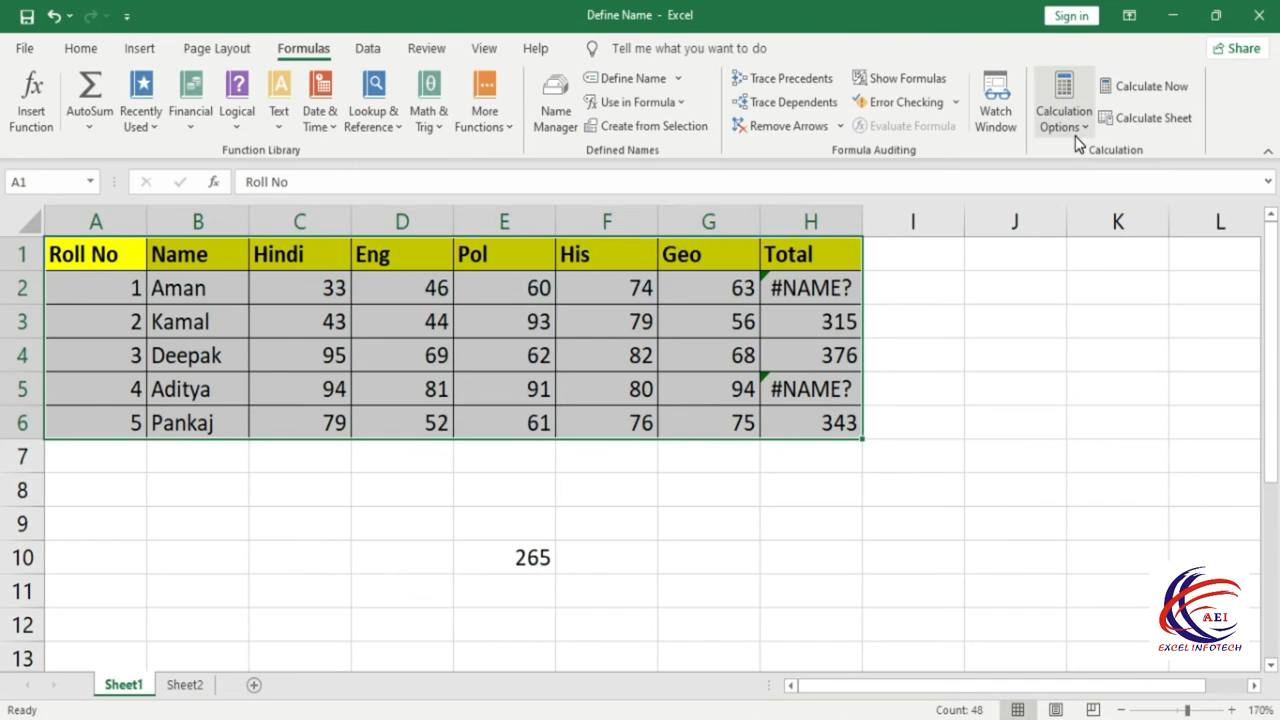 Define Name - Excel
Sign in
File Home Insert Page Layout Formulas Data Review View Help Tell me what you want to do Share
Insert Function
AutoSum
Recently Used
Financial
Logical
Text
Date & Time
Lookup & Reference
Math & Trig
More Functions
Function Library
Name Manager
Define Name
Use in Formula
Create from Selection
Defined Names
Trace Precedents
Trace Dependents
Remove Arrows
Show Formulas
Error Checking
Evaluate Formula
Formula Auditing
Watch Window
Calculation Options
Calculate Now
Calculate Sheet
Calculation
A1 fx Roll No
A B C D E F G H I J K L
1 Roll No Name Hindi Eng Pol His Geo Total
2 1 Aman 33 46 60 74 63 #NAME?
3 2 Kamal 43 44 93 79 56 315
4 3 Deepak 95 69 62 82 68 376
5 4 Aditya 94 81 91 80 94 #NAME?
6 5 Pankaj 79 52 61 76 75 343
7
8
9
10 265
11
12
13
AEI
EXCEL INFOTECH
Sheet1 Sheet2
Ready Count: 48 170%